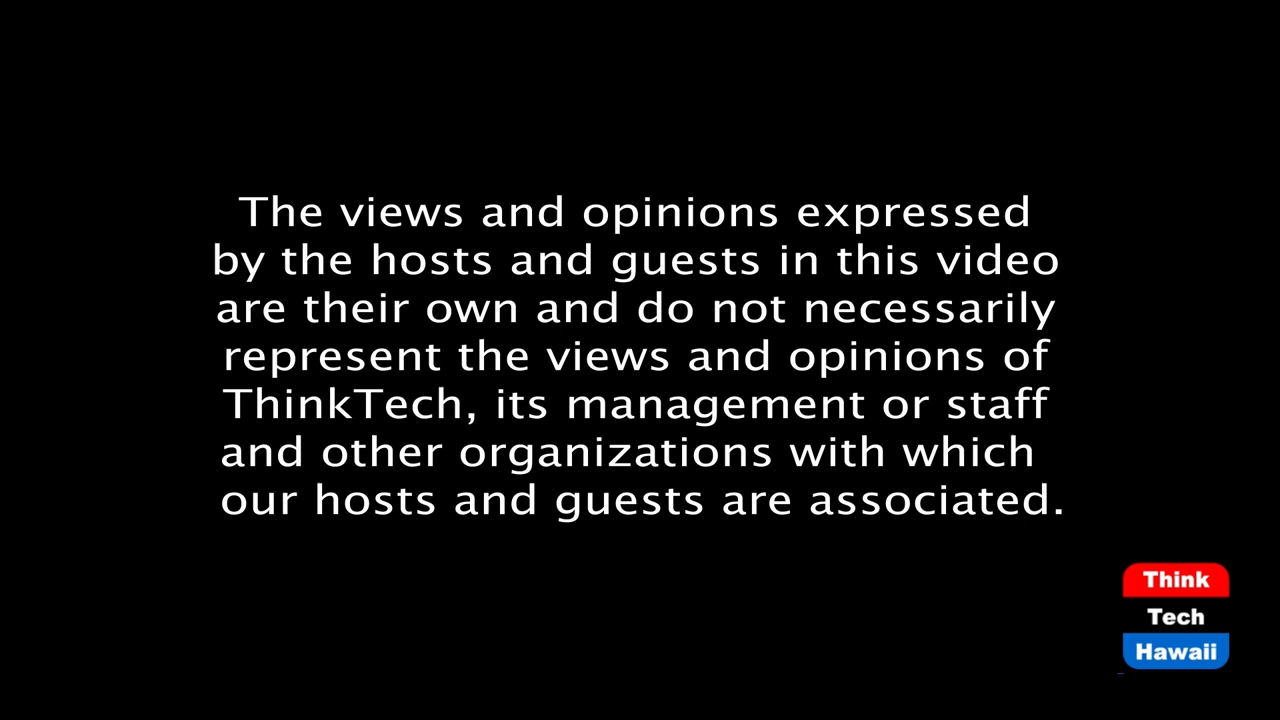 The views and opinions expressed
by the hosts and guests in this video
are their own and do not necessarily
represent the views and opinions of
ThinkTech, its management or staff
and other organizations with which
our hosts and guests are associated.
Think
Tech
Hawaii